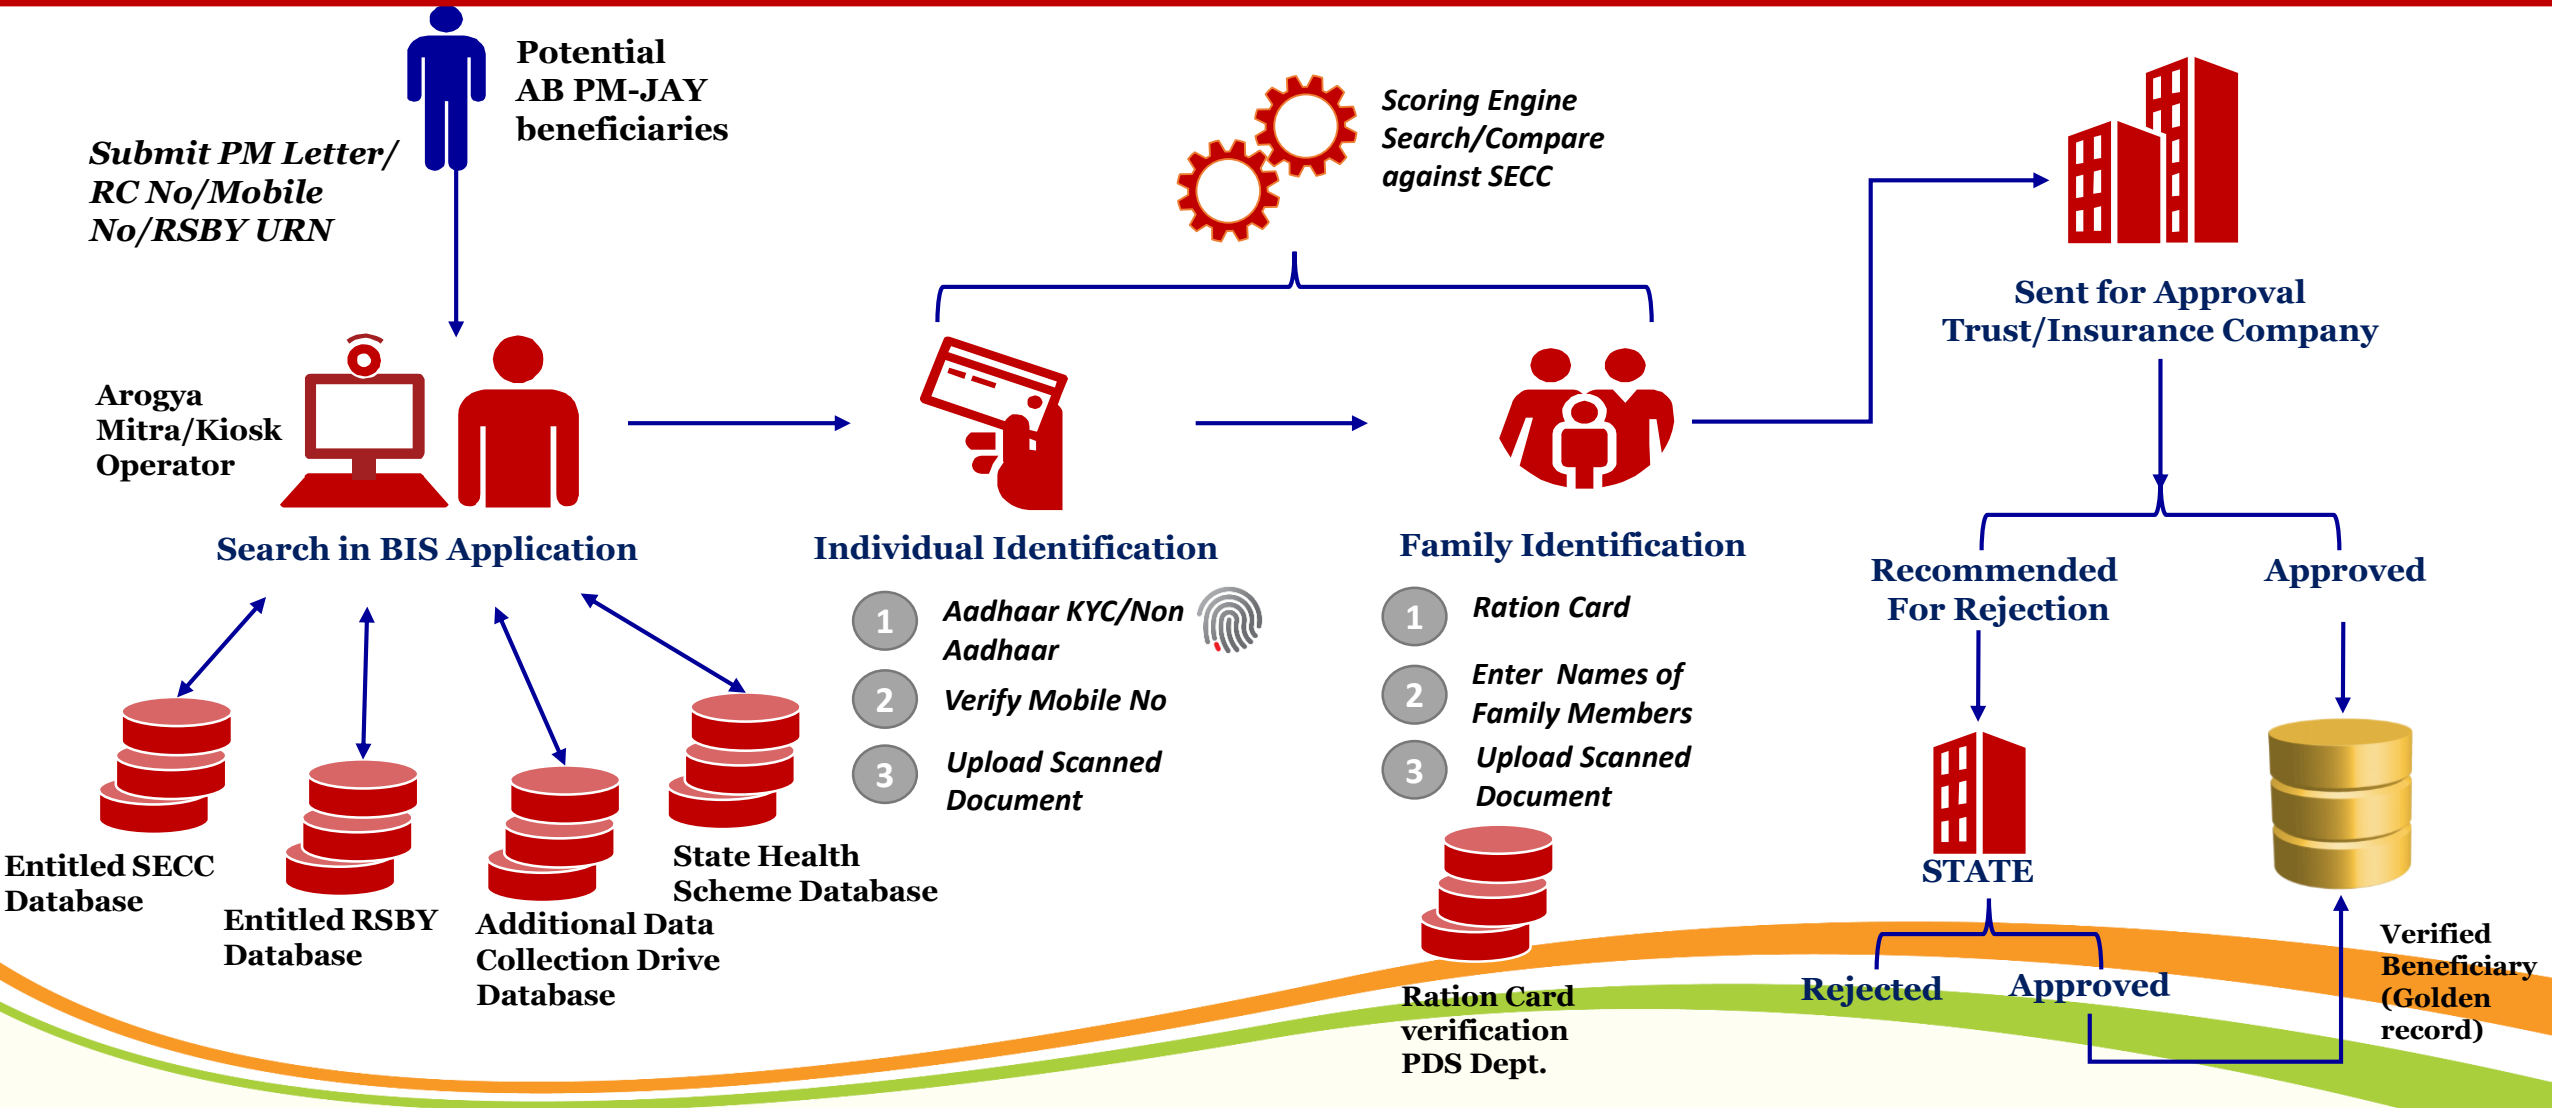 Potential
AB PM-JAY
beneficiaries
Submit PM Letter/
RC No/Mobile
No/RSBY URN
Scoring Engine
Search/Compare
against SECC
Sent for Approval
Trust/Insurance Company
Arogya
Mitra/Kiosk
Operator
Search in BIS Application
Individual Identification
Family Identification
Recommended
For Rejection
Approved
1
Aadhaar KYC/Non
Aadhaar
2
Verify Mobile No
3
Upload Scanned
Document
1
Ration Card
2
Enter Names of
Family Members
3
Upload Scanned
Document
Entitled SECC
Database
Entitled RSBY
Database
Additional Data
Collection Drive
Database
State Health
Scheme Database
Ration Card
verification
PDS Dept.
STATE
Rejected
Approved
Verified
Beneficiary
(Golden
record)